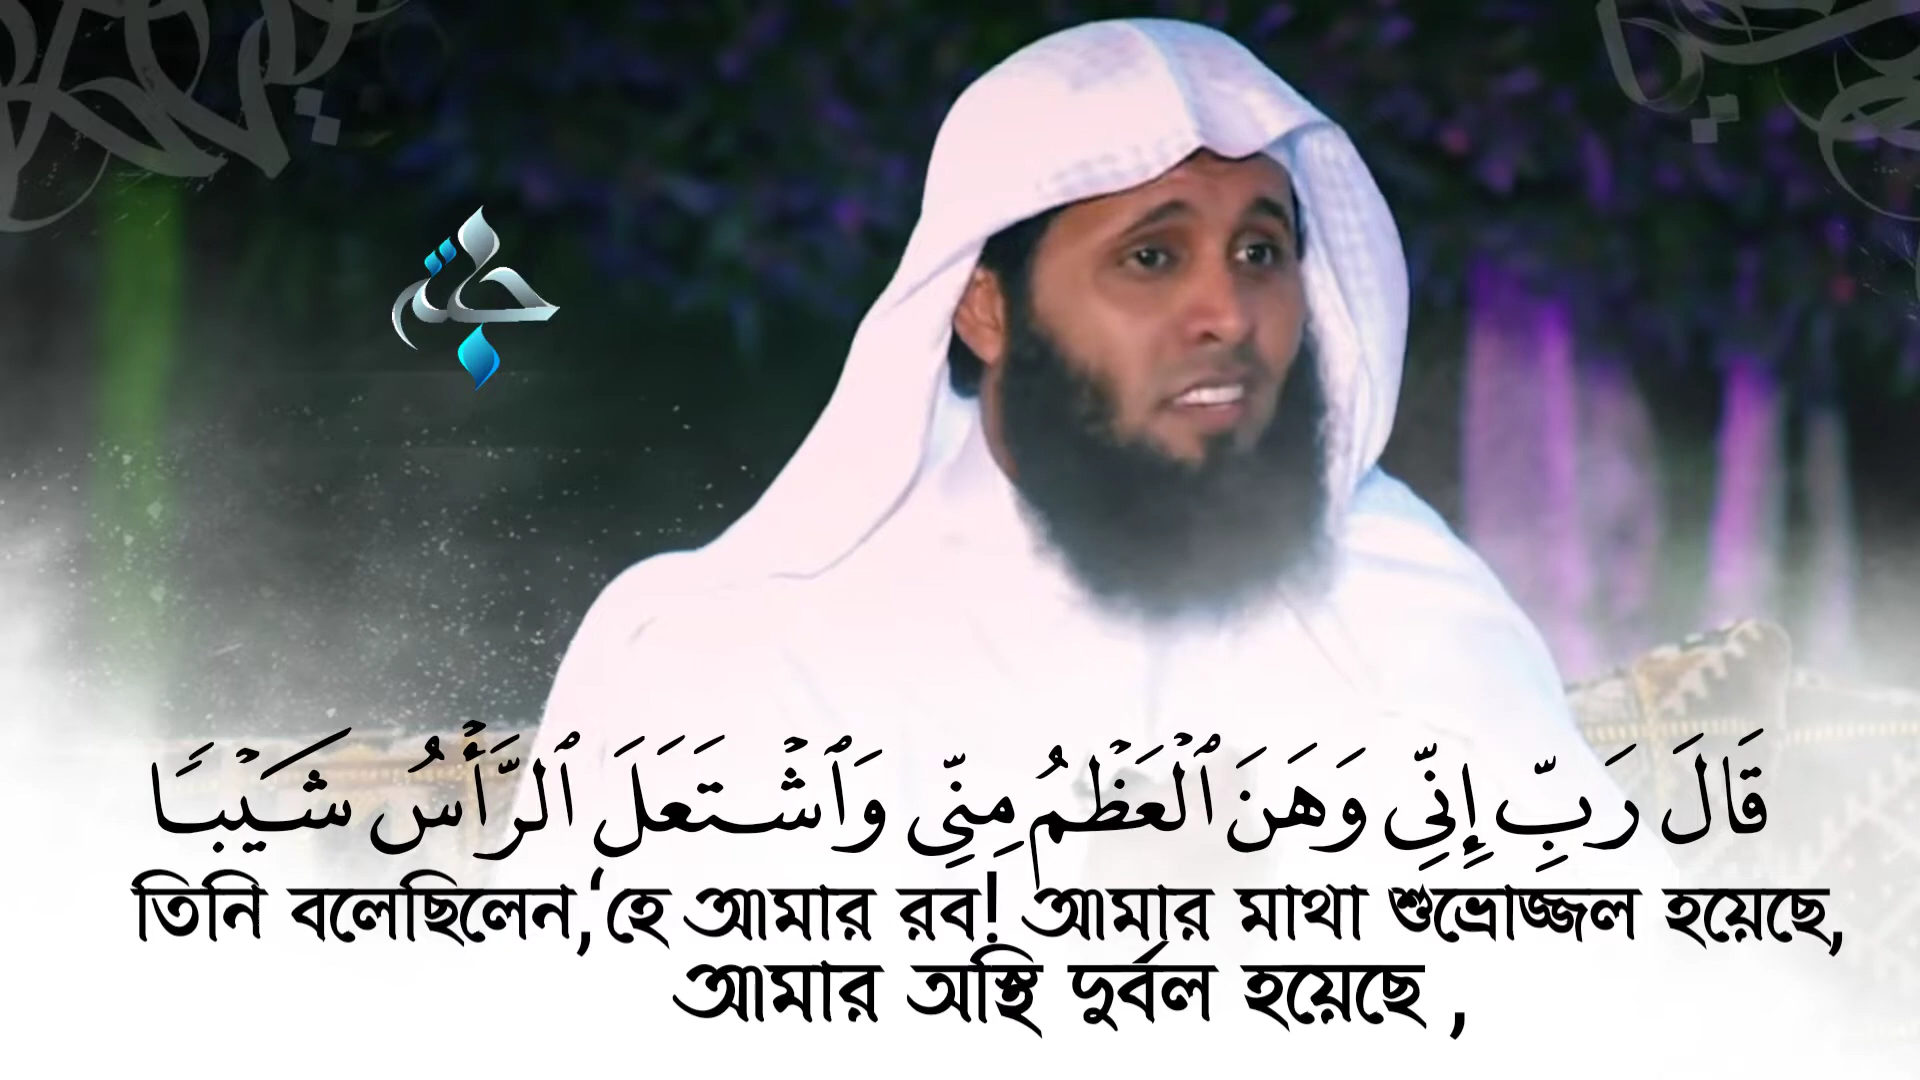 قَالَ رَبِّ إِنِّي وَهَنَ ٱلۡعَظۡمُ مِنِّي وَٱشۡتَعَلَ ٱلرَّأۡسُ شَيۡبٗا
তিনি বলেছিলেন,‘হে আমার রব! আমার মাথা শুভ্রোজ্জল হয়েছে,
আমার অস্থি দুর্বল হয়েছে ,